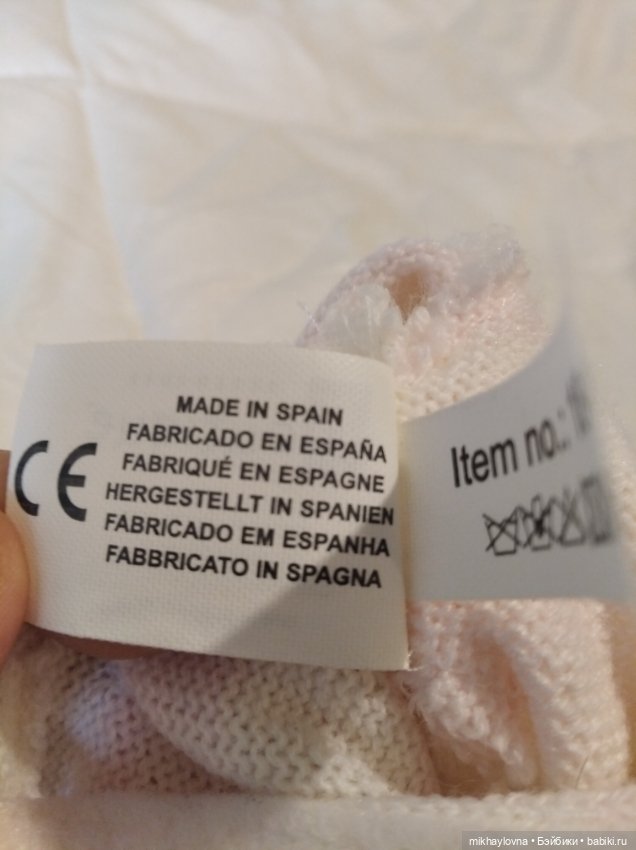 CE
MADE IN SPAIN
FABRICADO EN ESPAÑA
FABRIQUÉ EN ESPAGNE
HERGESTELLT IN SPANIEN
FABRICADO EM ESPANHA
FABBRICATO IN SPAGNA
Item no.:
mikhaylovna • Бэйбики • babiki.ru